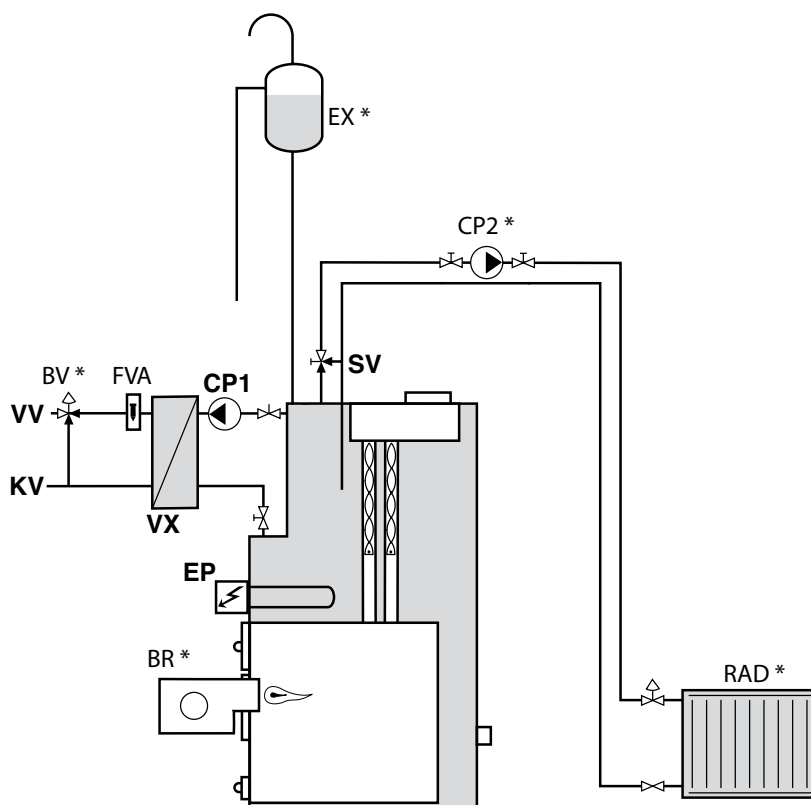 EX *
CP2 *
SV
BV *
FVA
CP1
VV
KV
VX
EP
BR *
RAD *